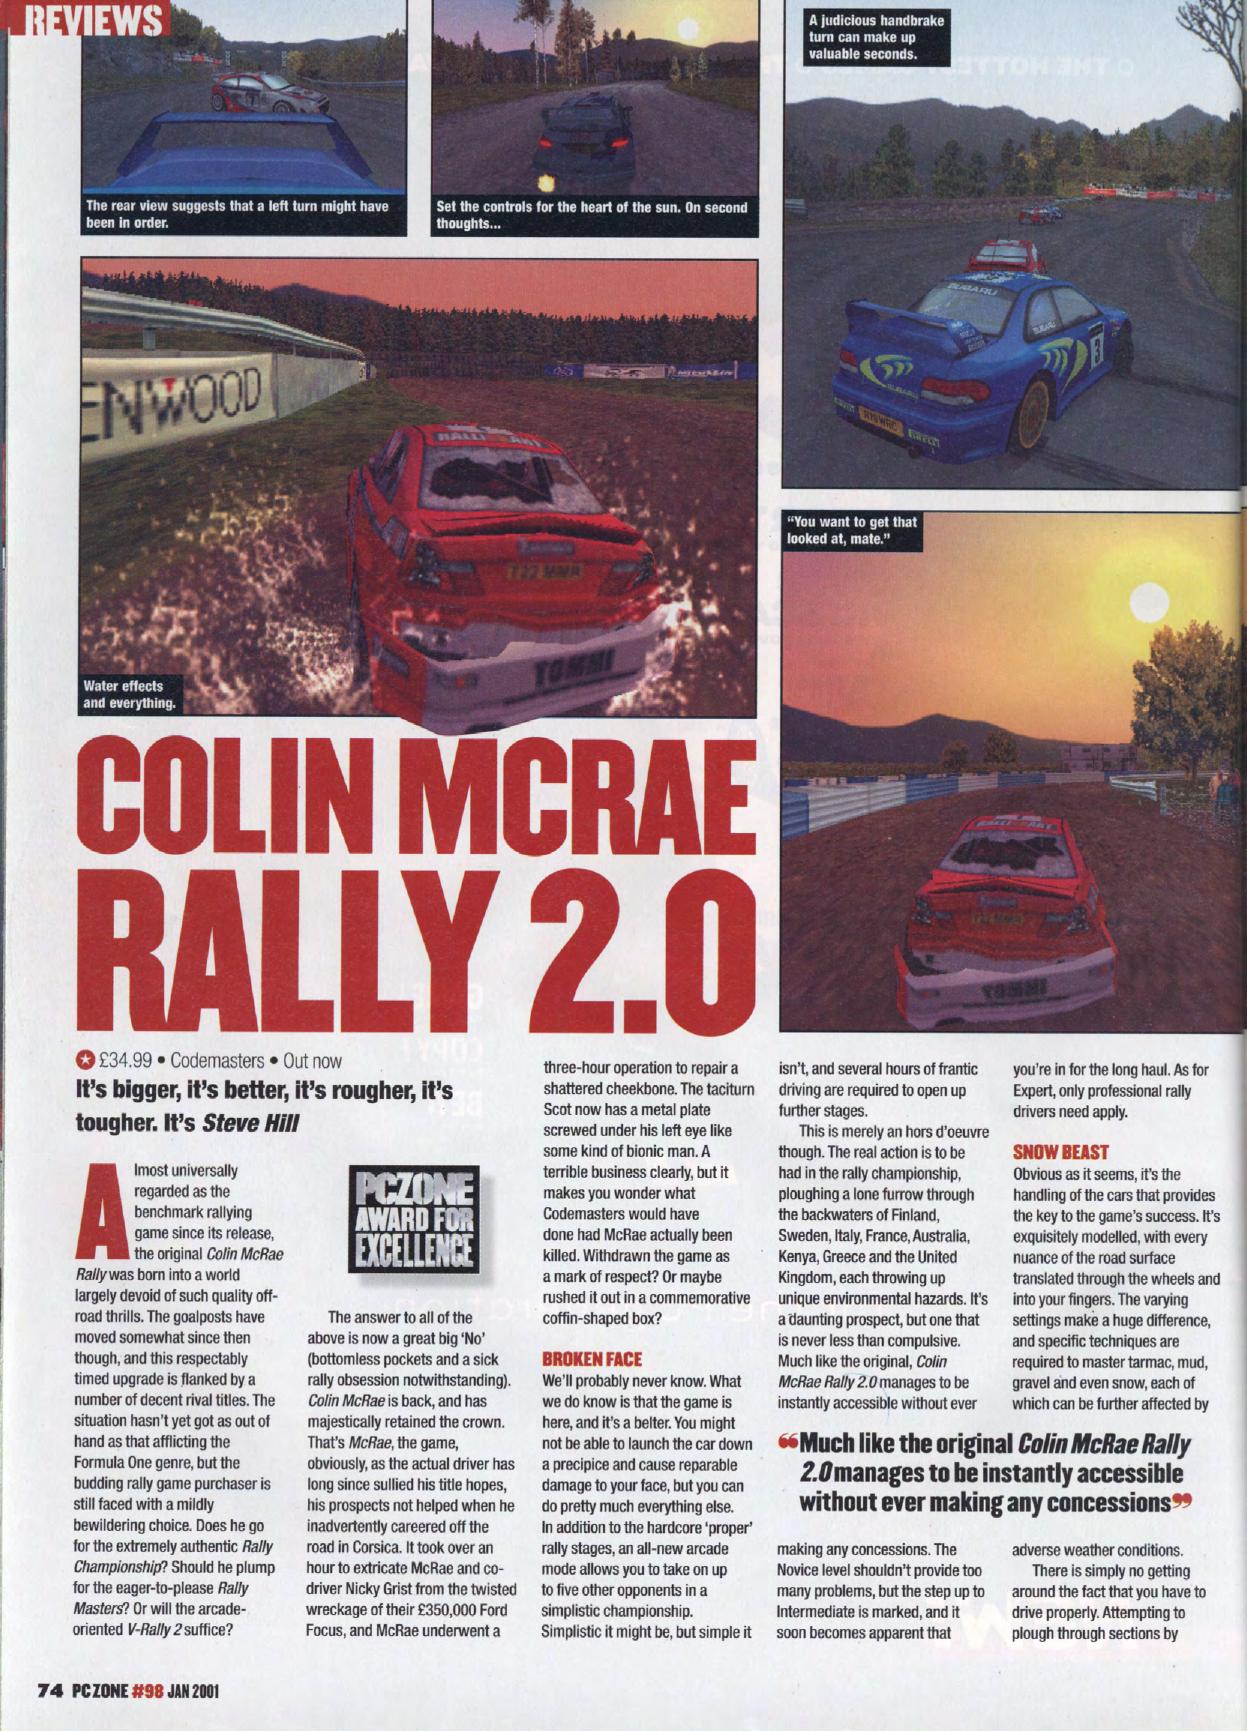 REVIEWS
The rear view suggests that a left turn might have
been in order.
Set the controls for the heart of the sun. On second
thoughts...
A judicious handbrake
turn can make up
valuable seconds.
SUBARU
SUBARU
3
SUBARU
R19WRC
PIRELLI
ENWOOD
RALLI ART
T22 MMR
TOMMI
Water effects
and everything.
"You want to get that
looked at, mate."
RALLI ART
T22 MMR
TOMMI
COLIN MCRAE
RALLY 2.0
£34.99 • Codemasters • Out now
It's bigger, it's better, it's rougher, it's
tougher. It's Steve Hill
Almost universally
regarded as the
benchmark rallying
game since its release,
the original Colin McRae
Rally was born into a world
largely devoid of such quality off-
road thrills. The goalposts have
moved somewhat since then
though, and this respectably
timed upgrade is flanked by a
number of decent rival titles. The
situation hasn't yet got as out of
hand as that afflicting the
Formula One genre, but the
budding rally game purchaser is
still faced with a mildly
bewildering choice. Does he go
for the extremely authentic Rally
Championship? Should he plump
for the eager-to-please Rally
Masters? Or will the arcade-
oriented V-Rally 2 suffice?
PCZONE
AWARD FOR
EXCELLENCE
The answer to all of the
above is now a great big 'No'
(bottomless pockets and a sick
rally obsession notwithstanding).
Colin McRae is back, and has
majestically retained the crown.
That's McRae, the game,
obviously, as the actual driver has
long since sullied his title hopes,
his prospects not helped when he
inadvertently careered off the
road in Corsica. It took over an
hour to extricate McRae and co-
driver Nicky Grist from the twisted
wreckage of their £350,000 Ford
Focus, and McRae underwent a
three-hour operation to repair a
shattered cheekbone. The taciturn
Scot now has a metal plate
screwed under his left eye like
some kind of bionic man. A
terrible business clearly, but it
makes you wonder what
Codemasters would have
done had McRae actually been
killed. Withdrawn the game as
a mark of respect? Or maybe
rushed it out in a commemorative
coffin-shaped box?
BROKEN FACE
We'll probably never know. What
we do know is that the game is
here, and it's a belter. You might
not be able to launch the car down
a precipice and cause reparable
damage to your face, but you can
do pretty much everything else.
In addition to the hardcore 'proper'
rally stages, an all-new arcade
mode allows you to take on up
to five other opponents in a
simplistic championship.
Simplistic it might be, but simple it
isn't, and several hours of frantic
driving are required to open up
further stages.
This is merely an hors d'oeuvre
though. The real action is to be
had in the rally championship,
ploughing a lone furrow through
the backwaters of Finland,
Sweden, Italy, France, Australia,
Kenya, Greece and the United
Kingdom, each throwing up
unique environmental hazards. It's
a daunting prospect, but one that
is never less than compulsive.
Much like the original, Colin
McRae Rally 2.0 manages to be
instantly accessible without ever
"Much like the original Colin McRae Rally
2.0 manages to be instantly accessible
without ever making any concessions"
making any concessions. The
Novice level shouldn't provide too
many problems, but the step up to
Intermediate is marked, and it
soon becomes apparent that
you're in for the long haul. As for
Expert, only professional rally
drivers need apply.
SNOW BEAST
Obvious as it seems, it's the
handling of the cars that provides
the key to the game's success. It's
exquisitely modelled, with every
nuance of the road surface
translated through the wheels and
into your fingers. The varying
settings make a huge difference,
and specific techniques are
required to master tarmac, mud,
gravel and even snow, each of
which can be further affected by
adverse weather conditions.
There is simply no getting
around the fact that you have to
drive properly. Attempting to
plough through sections by
74 PCZONE #98 JAN 2001